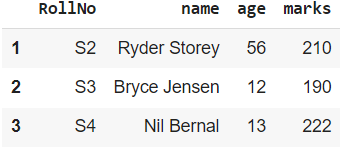 RollNo name age marks
1 S2 Ryder Storey 56 210
2 S3 Bryce Jensen 12 190
3 S4 Nil Bernal 13 222